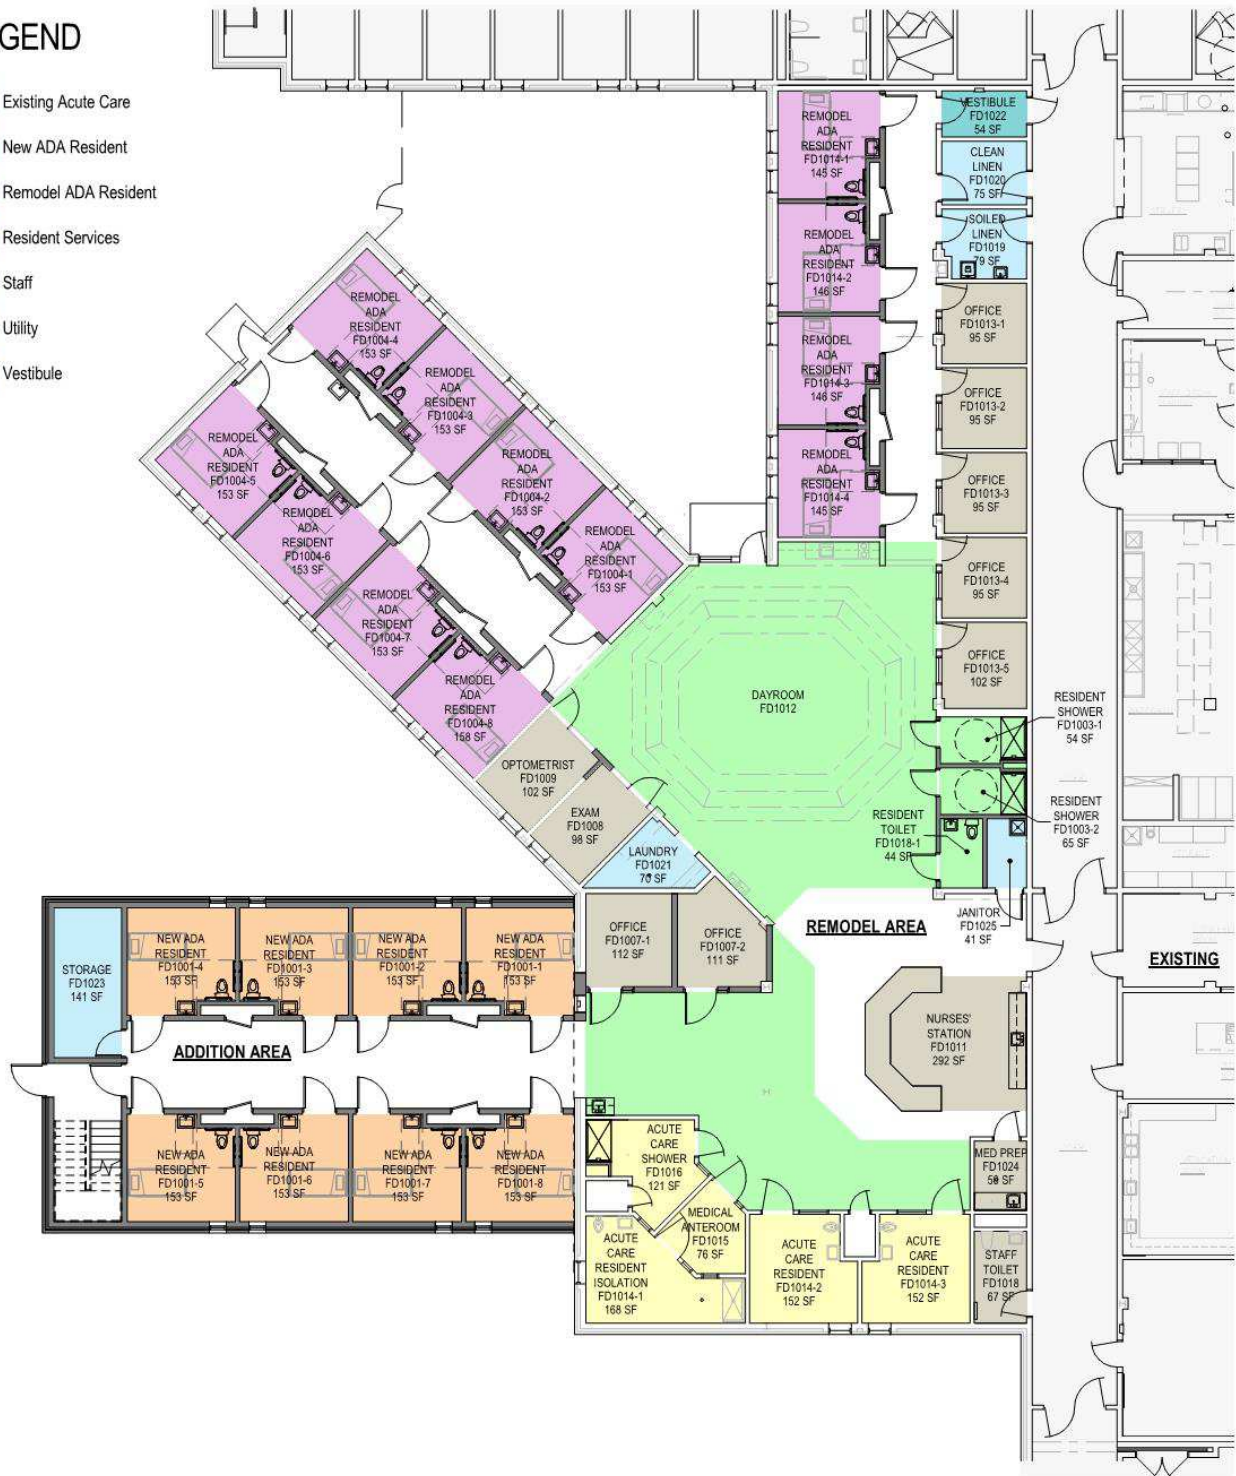 GEND
Existing Acute Care
New ADA Resident
Remodel ADA Resident
Resident Services
Staff
Utility
Vestibule
REMODEL
ADA
RESIDENT
FD1014-1
145 SF
REMODEL
ADA
RESIDENT
FD1014-2
146 SF
REMODEL
ADA
RESIDENT
FD1014-3
146 SF
REMODEL
ADA
RESIDENT
FD1014-4
145 SF
VESTIBULE
FD1022
54 SF
CLEAN
LINEN
FD1020
75 SF
SOILED
LINEN
FD1019
79 SF
OFFICE
FD1013-1
95 SF
OFFICE
FD1013-2
95 SF
OFFICE
FD1013-3
95 SF
OFFICE
FD1013-4
95 SF
OFFICE
FD1013-5
102 SF
REMODEL
ADA
RESIDENT
FD1004-4
153 SF
REMODEL
ADA
RESIDENT
FD1004-3
153 SF
REMODEL
ADA
RESIDENT
FD1004-2
153 SF
REMODEL
ADA
RESIDENT
FD1004-1
153 SF
REMODEL
ADA
RESIDENT
FD1004-5
153 SF
REMODEL
ADA
RESIDENT
FD1004-6
153 SF
REMODEL
ADA
RESIDENT
FD1004-7
153 SF
REMODEL
ADA
RESIDENT
FD1004-8
158 SF
DAYROOM
FD1012
RESIDENT
SHOWER
FD1003-1
54 SF
RESIDENT
SHOWER
FD1003-2
65 SF
RESIDENT
TOILET
FD1018-1
44 SF
OPTOMETRIST
FD1009
102 SF
EXAM
FD1008
98 SF
LAUNDRY
FD1021
70 SF
OFFICE
FD1007-1
112 SF
OFFICE
FD1007-2
111 SF
REMODEL AREA
JANITOR
FD1025
41 SF
EXISTING
STORAGE
FD1023
141 SF
NEW ADA
RESIDENT
FD1001-4
153 SF
NEW ADA
RESIDENT
FD1001-3
153 SF
NEW ADA
RESIDENT
FD1001-2
153 SF
NEW ADA
RESIDENT
FD1001-1
153 SF
NURSES'
STATION
FD1011
292 SF
ADDITION AREA
NEW ADA
RESIDENT
FD1001-5
153 SF
NEW ADA
RESIDENT
FD1001-6
153 SF
NEW ADA
RESIDENT
FD1001-7
153 SF
NEW ADA
RESIDENT
FD1001-8
153 SF
ACUTE
CARE
SHOWER
FD1016
121 SF
MEDICAL
ANTEROOM
FD1015
76 SF
ACUTE
CARE
RESIDENT
ISOLATION
FD1014-1
168 SF
ACUTE
CARE
RESIDENT
FD1014-2
152 SF
ACUTE
CARE
RESIDENT
FD1014-3
152 SF
MED PREP
FD1024
50 SF
STAFF
TOILET
FD1018
67 SF